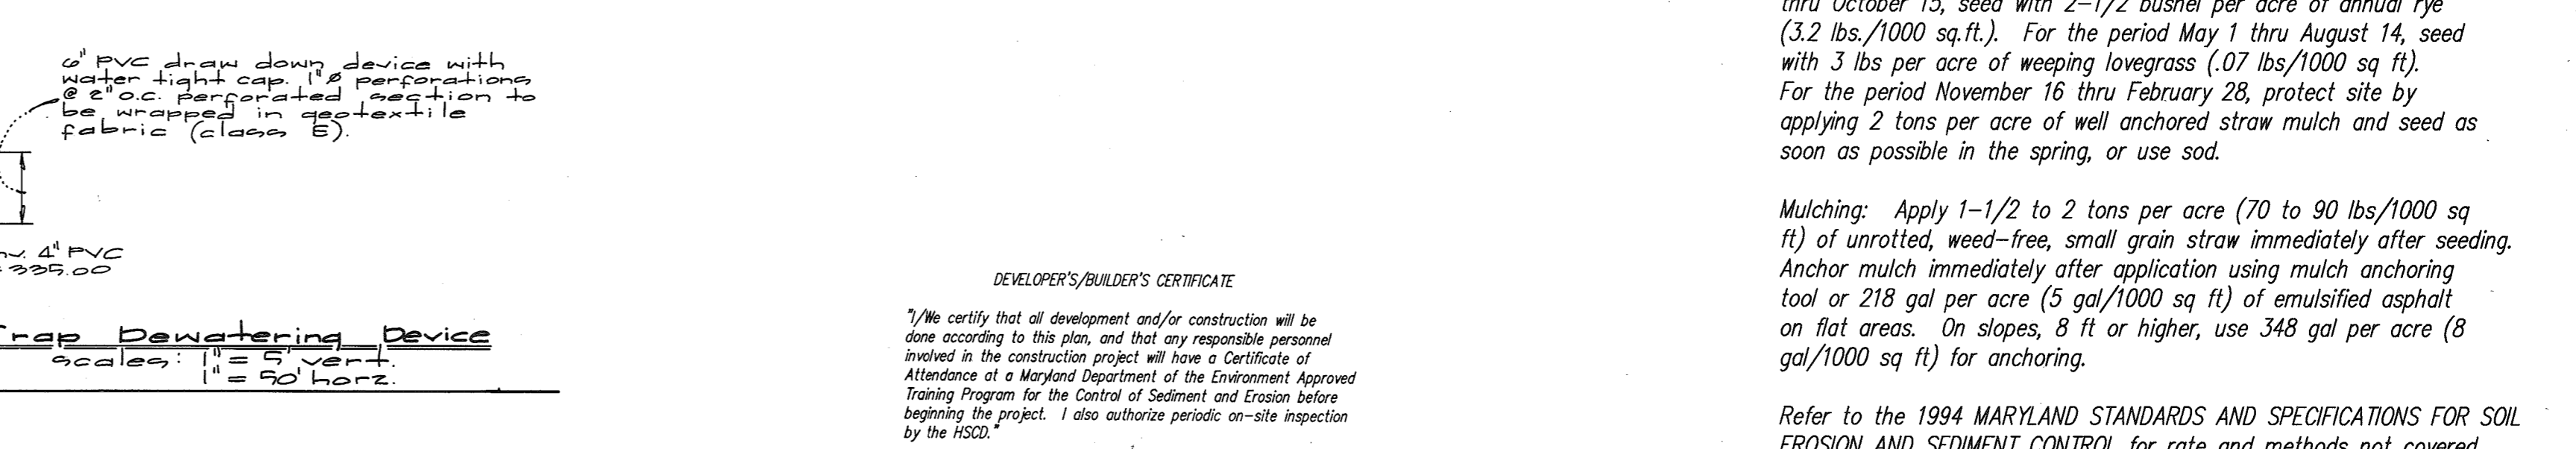 6" PVC draw down device with
water tight cap. 1"ø perforations
@ 2" o.c. perforated section to
be wrapped in geotextile
fabric (class E).
4" PVC
335.00
Trap Dewatering Device
scales: 1" = 5' vert.
1" = 50' horz.
DEVELOPER'S/BUILDER'S CERTIFICATE
"I/We certify that all development and/or construction will be
done according to this plan, and that any responsible personnel
involved in the construction project will have a Certificate of
Attendance at a Maryland Department of the Environment Approved
Training Program for the Control of Sediment and Erosion before
beginning the project. I also authorize periodic on-site inspection
by the HSCD."
thru October 15, seed with 2-1/2 bushel per acre of annual rye
(3.2 lbs./1000 sq.ft.). For the period May 1 thru August 14, seed
with 3 lbs per acre of weeping lovegrass (.07 lbs/1000 sq ft).
For the period November 16 thru February 28, protect site by
applying 2 tons per acre of well anchored straw mulch and seed as
soon as possible in the spring, or use sod.
Mulching: Apply 1-1/2 to 2 tons per acre (70 to 90 lbs/1000 sq
ft) of unrotted, weed-free, small grain straw immediately after seeding.
Anchor mulch immediately after application using mulch anchoring
tool or 218 gal per acre (5 gal/1000 sq ft) of emulsified asphalt
on flat areas. On slopes, 8 ft or higher, use 348 gal per acre (8
gal/1000 sq ft) for anchoring.
Refer to the 1994 MARYLAND STANDARDS AND SPECIFICATIONS FOR SOIL
EROSION AND SEDIMENT CONTROL for rate and methods not covered